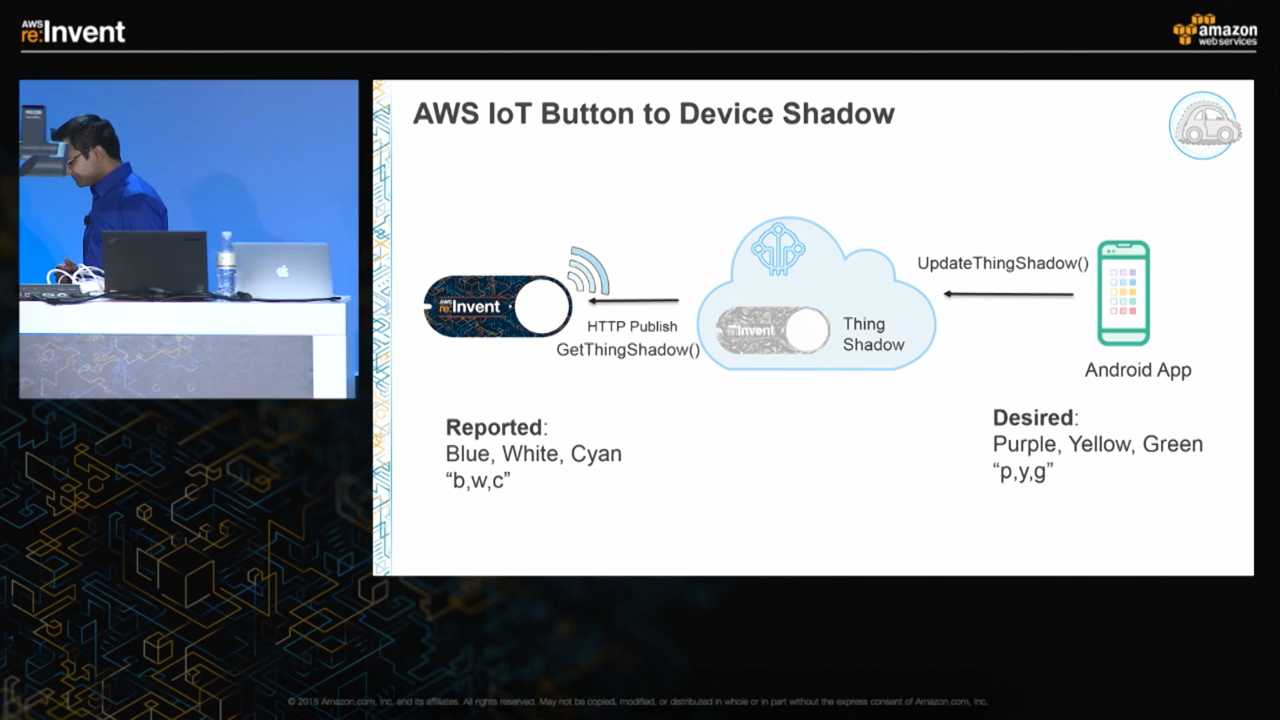 AWS
re:Invent
amazon
web services
AWS IoT Button to Device Shadow
UpdateThingShadow()
AWS
re:Invent
HTTP Publish
GetThingShadow()
Invent
Thing
Shadow
Android App
Reported:
Blue, White, Cyan
“b,w,c”
Desired:
Purple, Yellow, Green
“p,y,g”
© 2015 Amazon.com, Inc. and its affiliates. All rights reserved. May not be copied, modified, or distributed in whole or in part without the express consent of Amazon.com, Inc.